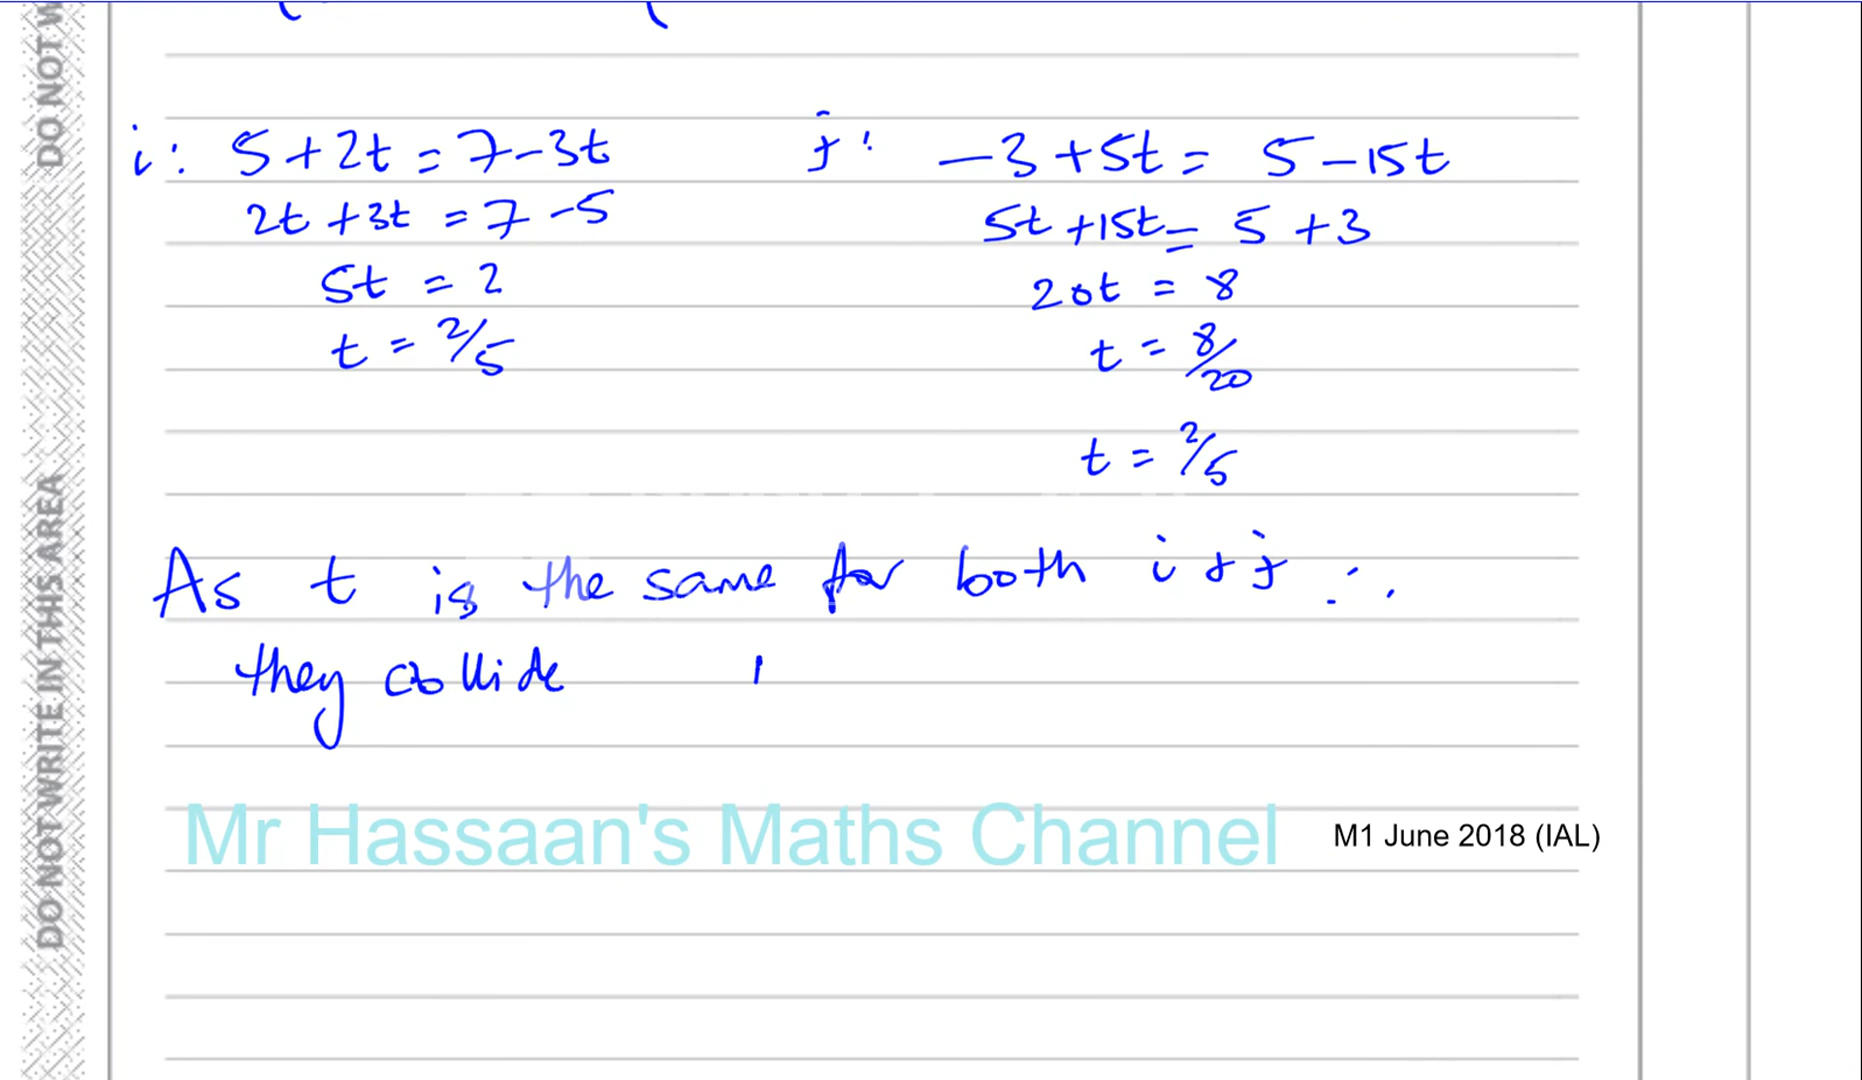 i: 5+2t = 7-3t
j: -3+5t = 5-15t
2t+3t = 7-5
5t+15t = 5+3
5t = 2
20t = 8
t = 2/5
t = 8/20
t = 2/5
As t is the same for both i + j ∴
they collide
Mr Hassaan's Maths Channel
M1 June 2018 (IAL)
DO NOT WRITE IN THIS AREA
DO NOT W